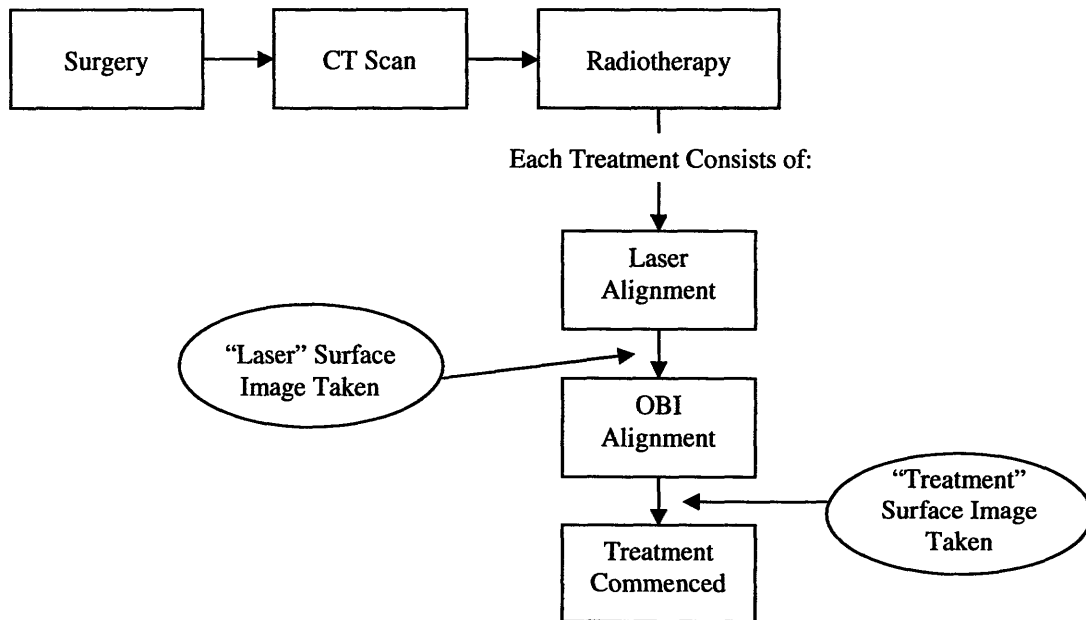 Surgery
CT Scan
Radiotherapy
Each Treatment Consists of:
Laser
Alignment
“Laser” Surface
Image Taken
OBI
Alignment
“Treatment”
Surface Image
Taken
Treatment
Commenced